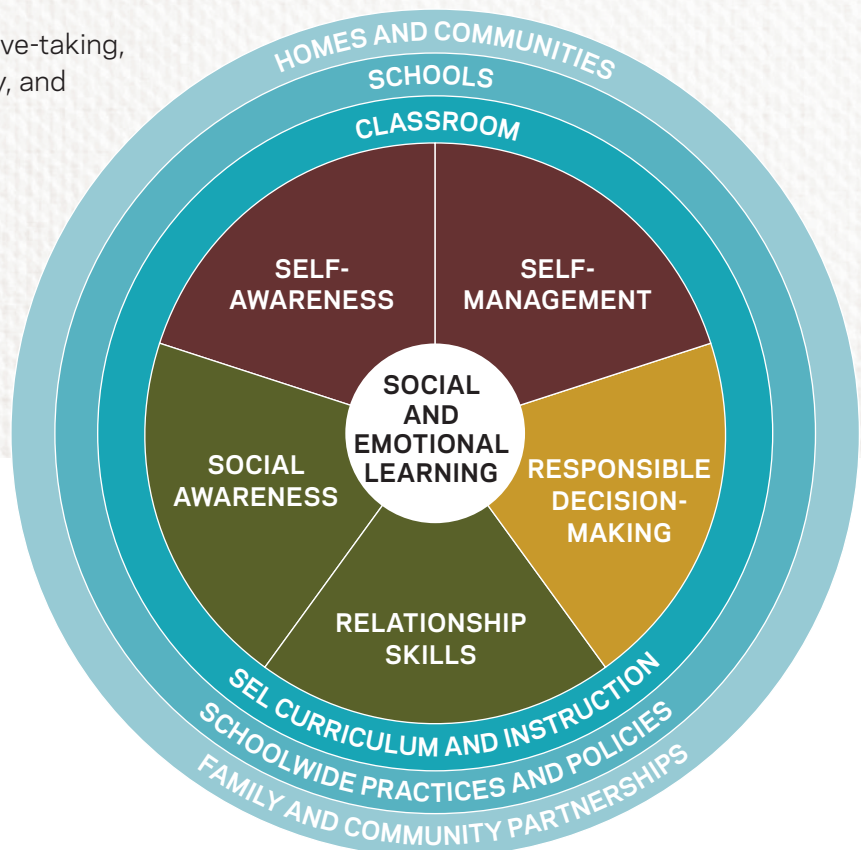 ve-taking,
y, and
HOMES AND COMMUNITIES
SCHOOLS
CLASSROOM
SELF-
AWARENESS
SELF-
MANAGEMENT
SOCIAL
AND
EMOTIONAL
LEARNING
SOCIAL
AWARENESS
RESPONSIBLE
DECISION-
MAKING
RELATIONSHIP
SKILLS
SEL CURRICULUM AND INSTRUCTION
SCHOOLWIDE PRACTICES AND POLICIES
FAMILY AND COMMUNITY PARTNERSHIPS